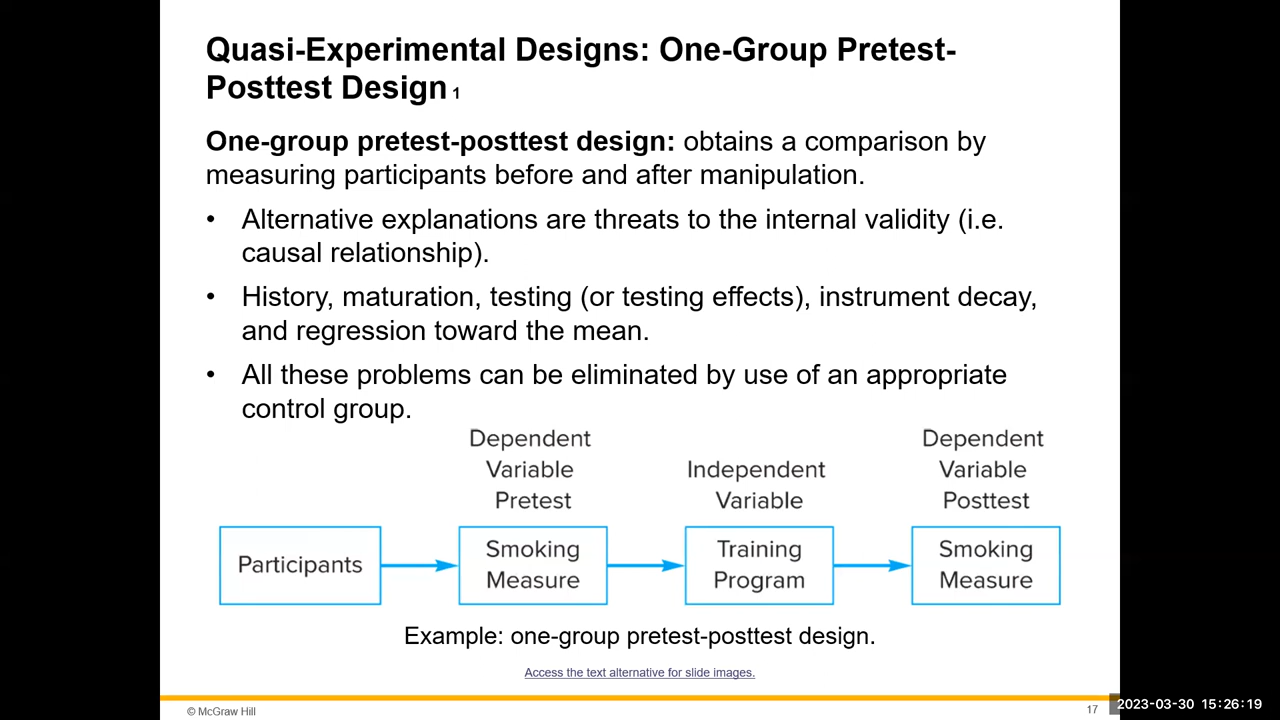 Quasi-Experimental Designs: One-Group Pretest-
Posttest Design 1
One-group pretest-posttest design: obtains a comparison by
measuring participants before and after manipulation.
• Alternative explanations are threats to the internal validity (i.e.
causal relationship).
• History, maturation, testing (or testing effects), instrument decay,
and regression toward the mean.
• All these problems can be eliminated by use of an appropriate
control group.
Dependent
Variable
Pretest
Independent
Variable
Dependent
Variable
Posttest
Participants
Smoking
Measure
Training
Program
Smoking
Measure
Example: one-group pretest-posttest design.
Access the text alternative for slide images.
© McGraw Hill
17
2023-03-30 15:26:19